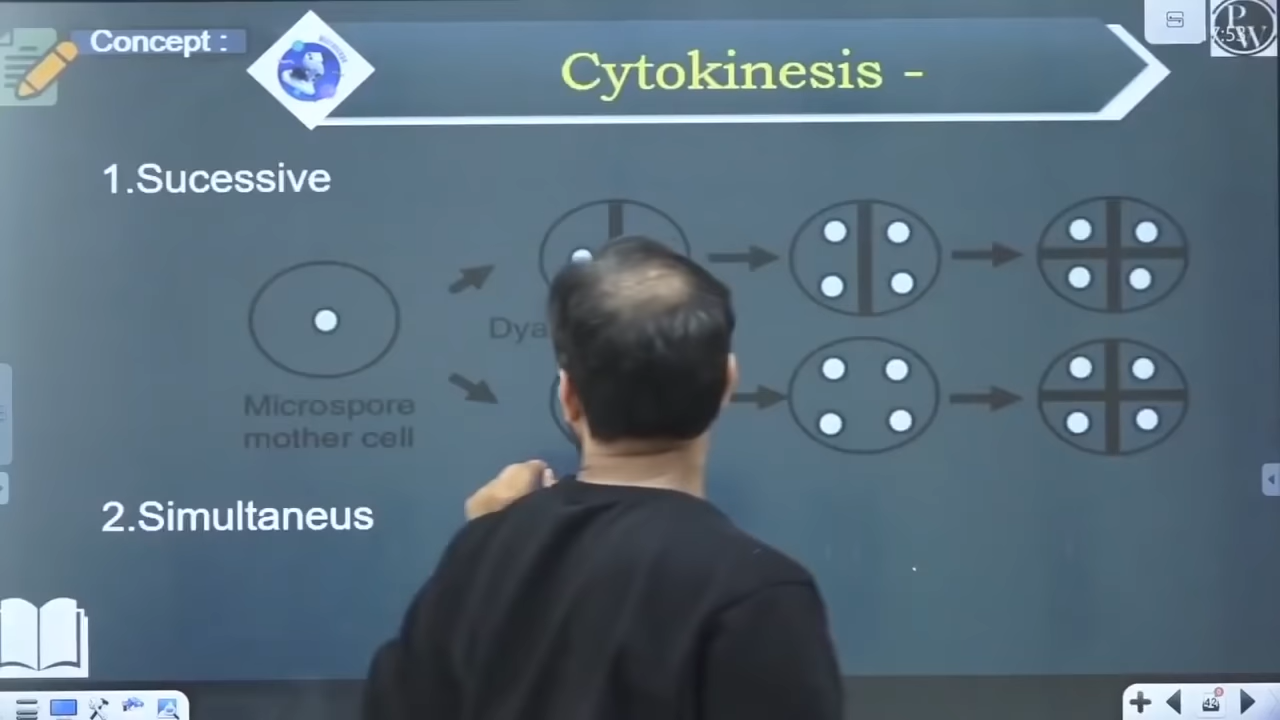 Concept :
Cytokinesis -
1.Sucessive
Microspore
mother cell
2.Simultaneus
P
W